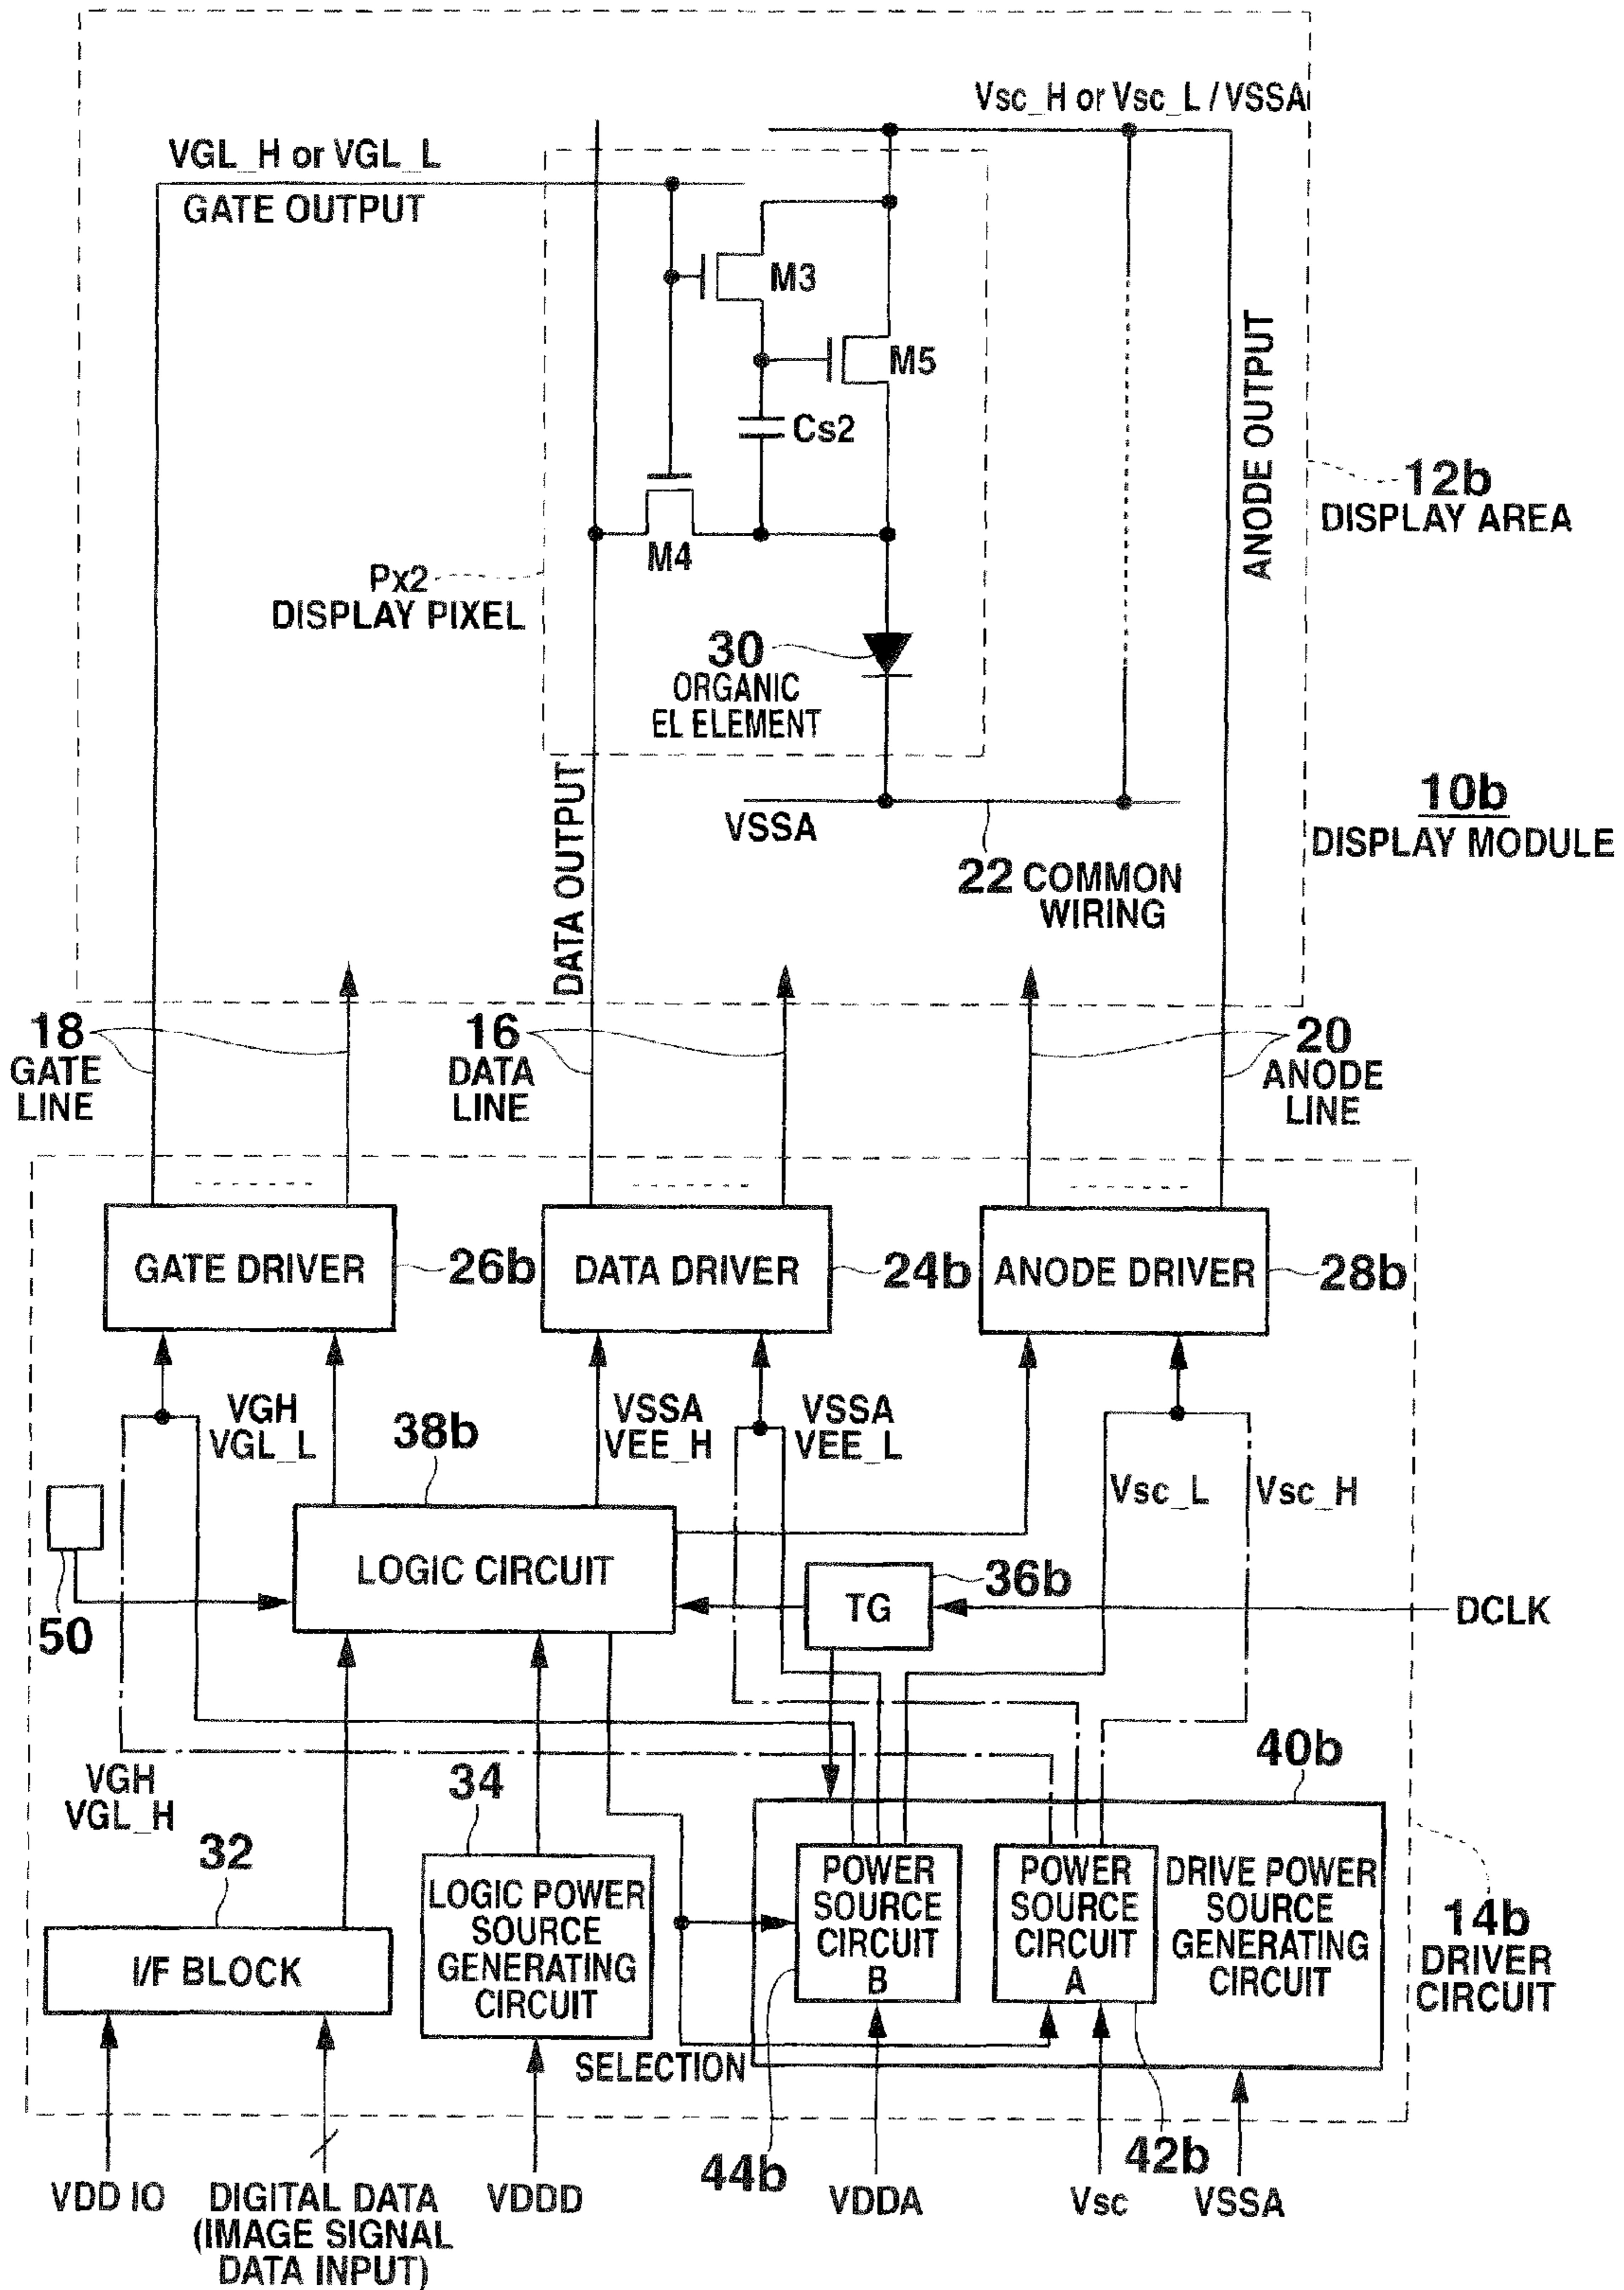 Vsc_H or Vsc_L / VSSA
VGL_H or VGL_L
GATE OUTPUT
M3
M5
Cs2
M4
ANODE OUTPUT
12b
DISPLAY AREA
Px2
DISPLAY PIXEL
30
ORGANIC
EL ELEMENT
DATA OUTPUT
VSSA
22 COMMON
WIRING
10b
DISPLAY MODULE
18
GATE
LINE
16
DATA
LINE
20
ANODE
LINE
GATE DRIVER
26b
DATA DRIVER
24b
ANODE DRIVER
28b
VGH
VGL_L
38b
VSSA
VEE_H
VSSA
VEE_L
Vsc_L
Vsc_H
LOGIC CIRCUIT
50
36b
TG
DCLK
VGH
VGL_H
34
40b
32
I/F BLOCK
LOGIC POWER
SOURCE
GENERATING
CIRCUIT
POWER
SOURCE
CIRCUIT
B
POWER
SOURCE
CIRCUIT
A
DRIVE POWER
SOURCE
GENERATING
CIRCUIT
14b
DRIVER
CIRCUIT
SELECTION
44b
42b
VDD IO
DIGITAL DATA
(IMAGE SIGNAL
DATA INPUT)
VDDD
VDDA
Vsc
VSSA